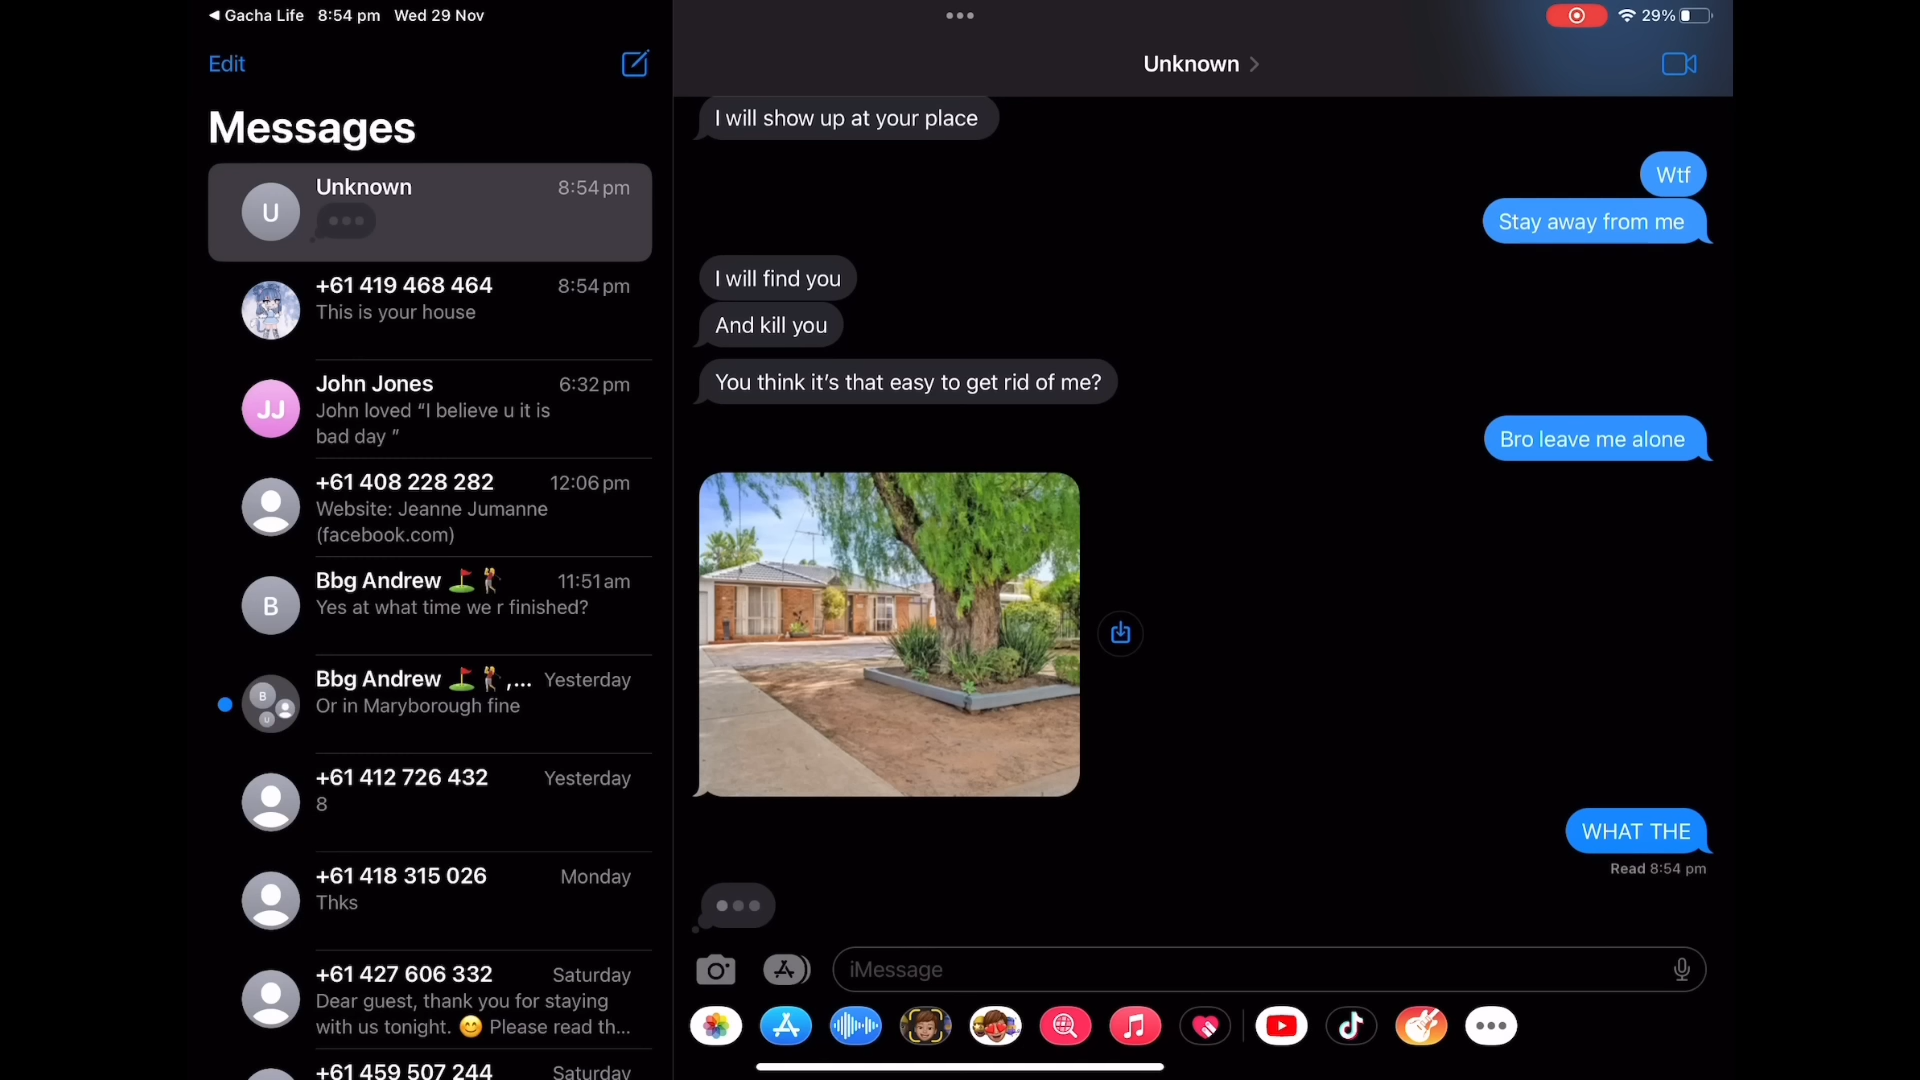 Gacha Life 8:54 pm Wed 29 Nov
29%
Edit
Messages
Unknown 8:54 pm
U
+61 419 468 464 8:54 pm
This is your house
John Jones 6:32 pm
JJ
John loved “I believe u it is
bad day ”
+61 408 228 282 12:06 pm
Website: Jeanne Jumanne
(facebook.com)
Bbg Andrew ⛳🏌 11:51 am
B
Yes at what time we r finished?
Bbg Andrew ⛳🏌,... Yesterday
B
U
Or in Maryborough fine
+61 412 726 432 Yesterday
8
+61 418 315 026 Monday
Thks
+61 427 606 332 Saturday
Dear guest, thank you for staying
with us tonight. 😊 Please read th...
+61 459 507 244 Saturday
Unknown
I will show up at your place
Wtf
Stay away from me
I will find you
And kill you
You think it’s that easy to get rid of me?
Bro leave me alone
WHAT THE
Read 8:54 pm
iMessage